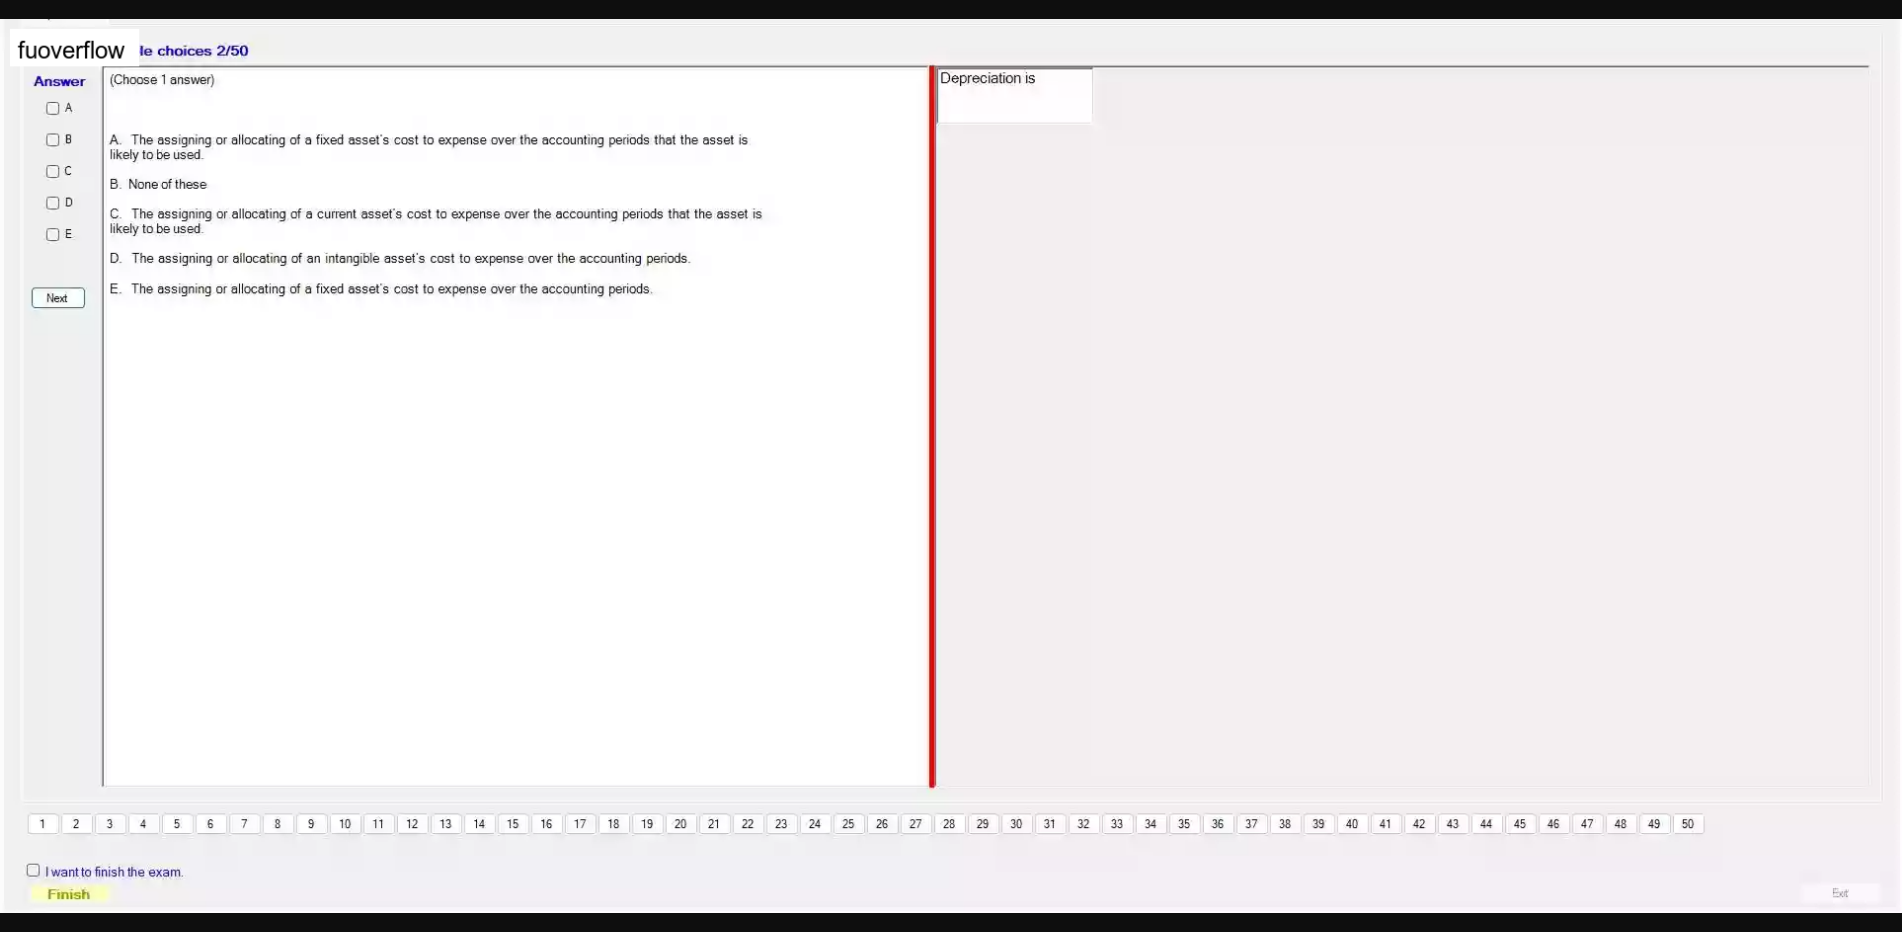 fuoverflow
le choices 2/50
Answer
(Choose 1 answer)
Depreciation is
A
B
C
D
E
Next
A. The assigning or allocating of a fixed asset's cost to expense over the accounting periods that the asset is
likely to be used.
B. None of these
C. The assigning or allocating of a current asset's cost to expense over the accounting periods that the asset is
likely to be used.
D. The assigning or allocating of an intangible asset's cost to expense over the accounting periods.
E. The assigning or allocating of a fixed asset's cost to expense over the accounting periods.
1 2 3 4 5 6 7 8 9 10 11 12 13 14 15 16 17 18 19 20 21 22 23 24 25 26 27 28 29 30 31 32 33 34 35 36 37 38 39 40 41 42 43 44 45 46 47 48 49 50
I want to finish the exam.
Finish
Exit